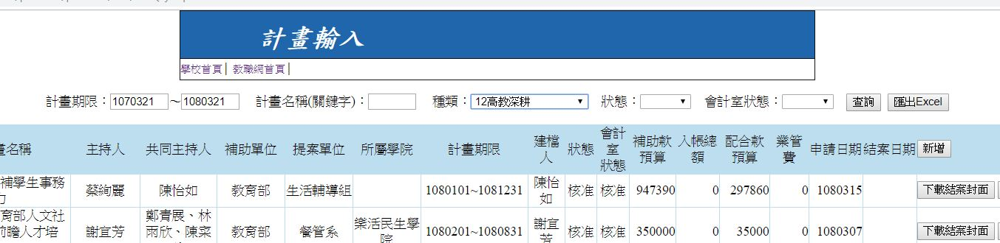 計畫輸入
學校首頁│ 教職網首頁│
計畫期限：1070321～1080321 計畫名稱(關鍵字)： 種類：12高教深耕 狀態： 會計室狀態： 查詢 匯出Excel
畫名稱 主持人 共同主持人 補助單位 提案單位 所屬學院 計畫期限 建檔人 狀態 會計室狀態 補助款預算 入帳總額 配合款預算 業管費 申請日期 結案日期 新增
補學生事務 蔡絢麗 陳怡如 教育部 生活輔導組 1080101~1081231 陳怡如 核准 核准 947390 0 297860 0 1080315 下載結案封面
育部人文社 前瞻人才培 謝宜芳 鄭青展、林雨欣、陳 教育部 餐管系 樂活民生學院 1080201~1080831 謝宜芳 核准 核准 350000 0 35000 0 1080307 下載結案封面